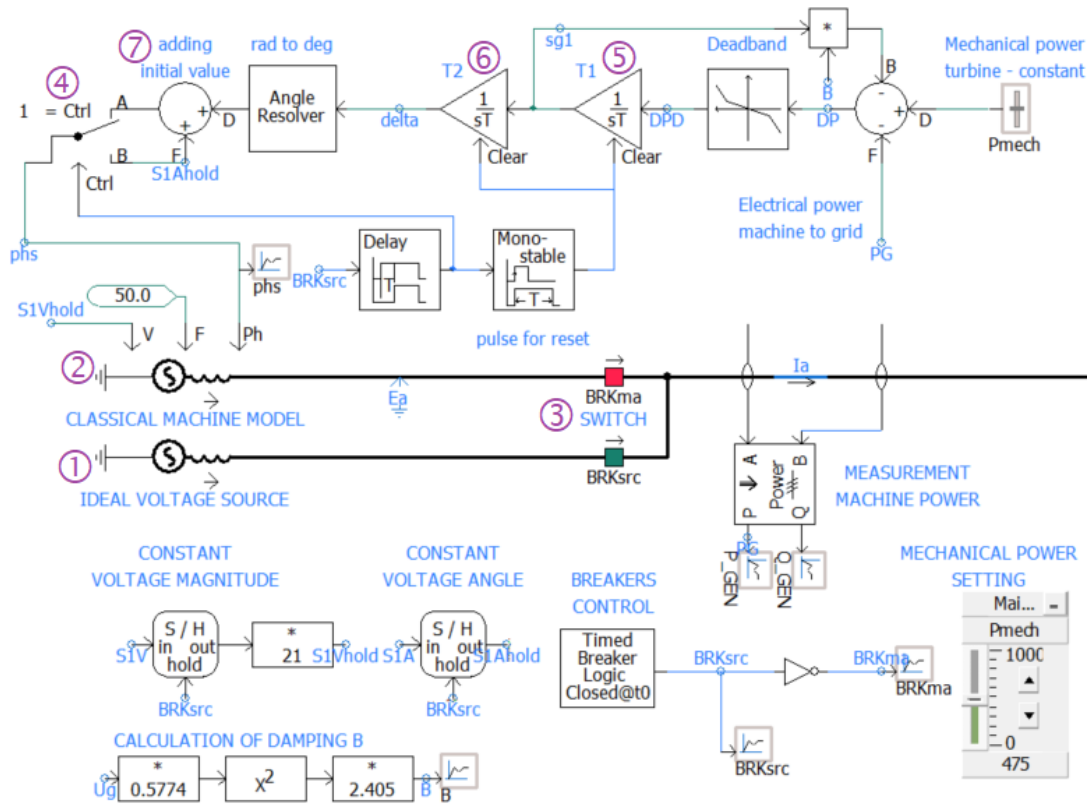 ⑦ adding
initial value
rad to deg
④
1 = Ctrl
A
B
Ctrl
+
+
D
F
S1Ahold
Angle
Resolver
delta
T2 ⑥
1
sT
Clear
sg1
T1 ⑤
1
sT
Clear
DPD
Deadband
*
B
DP
B
-
+
-
D
F
Mechanical power
turbine - constant
Pmech
Electrical power
machine to grid
PG
phs
phs
BRKsrc
Delay
T
Mono-
stable
T
pulse for reset
50.0
S1Vhold
V
F
Ph
②
CLASSICAL MACHINE MODEL
Ea
BRKma
③ SWITCH
BRKsrc
Ia
①
IDEAL VOLTAGE SOURCE
A
B
Power
P
Q
PG
P_GEN
Q_GEN
MEASUREMENT
MACHINE POWER
CONSTANT
VOLTAGE MAGNITUDE
S1V
S / H
in out
hold
*
21
S1Vhold
BRKsrc
CONSTANT
VOLTAGE ANGLE
S1A
S / H
in out
hold
S1Ahold
BRKsrc
BREAKERS
CONTROL
Timed
Breaker
Logic
Closed@t0
BRKsrc
BRKma
BRKma
BRKsrc
MECHANICAL POWER
SETTING
Mai...
Pmech
1000
0
475
CALCULATION OF DAMPING B
Ug
*
0.5774
X2
*
2.405
B
B